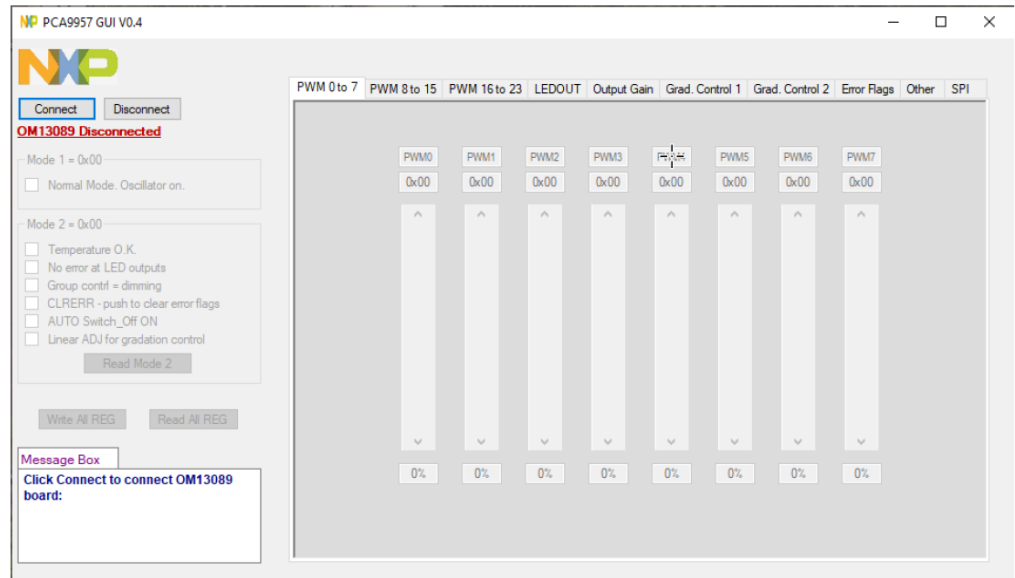 PCA9957 GUI V0.4
NXP
Connect Disconnect
OM13089 Disconnected
Mode 1 = 0x00
Normal Mode. Oscillator on.
Mode 2 = 0x00
Temperature O.K.
No error at LED outputs
Group contrl = dimming
CLRERR - push to clear error flags
AUTO Switch_Off ON
Linear ADJ for gradation control
Read Mode 2
Write All REG Read All REG
Message Box
Click Connect to connect OM13089
board:
PWM 0 to 7 PWM 8 to 15 PWM 16 to 23 LEDOUT Output Gain Grad. Control 1 Grad. Control 2 Error Flags Other SPI
PWM0 PWM1 PWM2 PWM3 PWM5 PWM6 PWM7
0x00 0x00 0x00 0x00 0x00 0x00 0x00 0x00
0% 0% 0% 0% 0% 0% 0% 0%